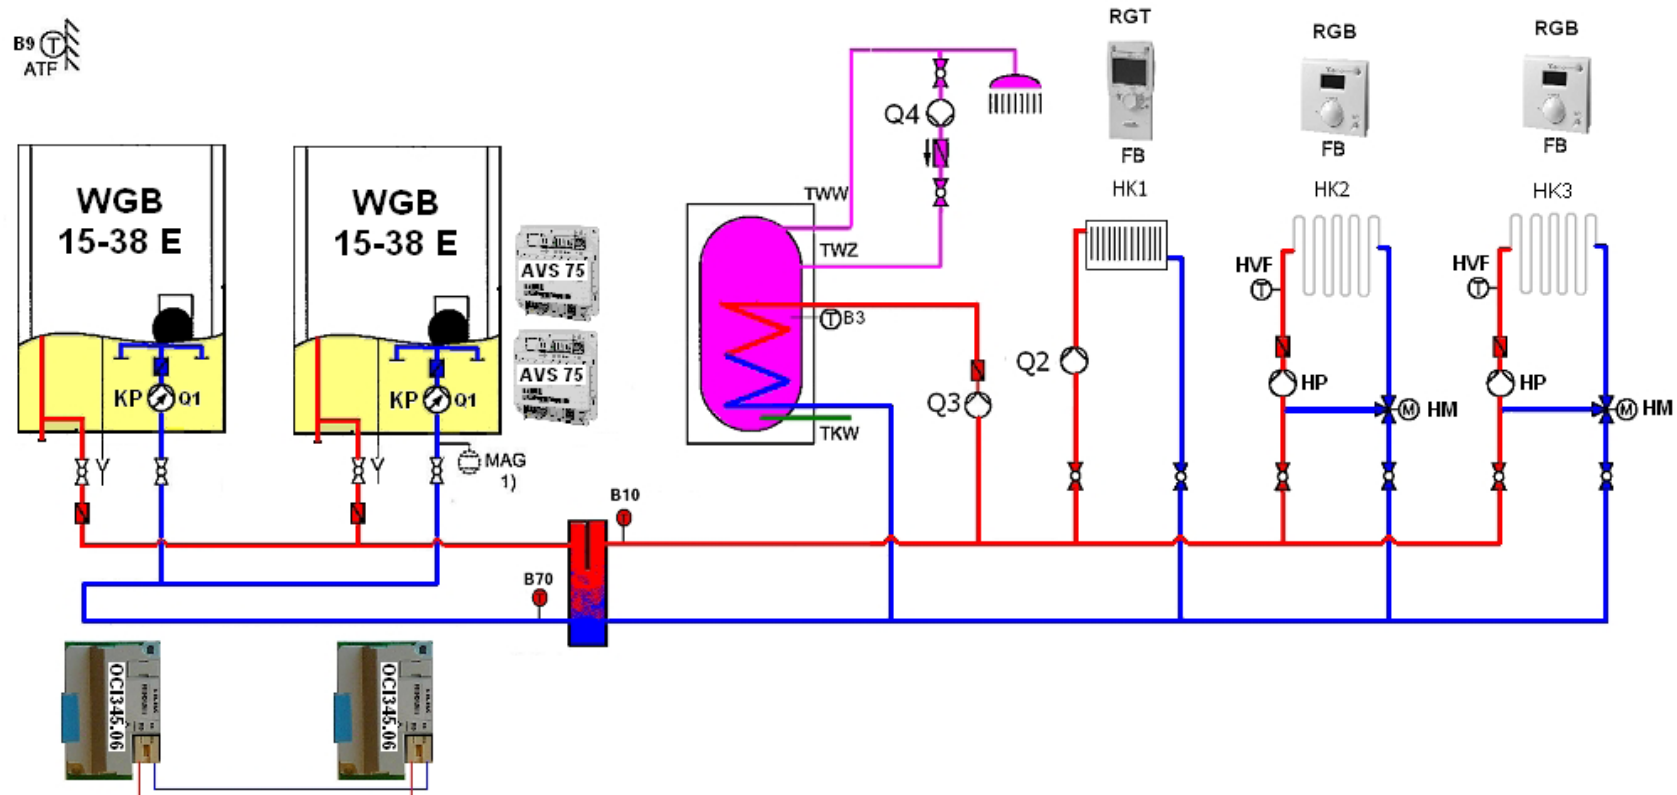 B9 T
ATF
WGB
15-38 E
KP
Q1
WGB
15-38 E
KP
Q1
MAG
1)
AVS 75
AVS 75
TWW
TWZ
T B3
TKW
Q4
Q3
Q2
RGT
FB
HK1
RGB
FB
HK2
HVF
T
HP
M HM
RGB
FB
HK3
HVF
T
HP
M HM
B10
T
B70
T
OCI345.06
OCI345.06